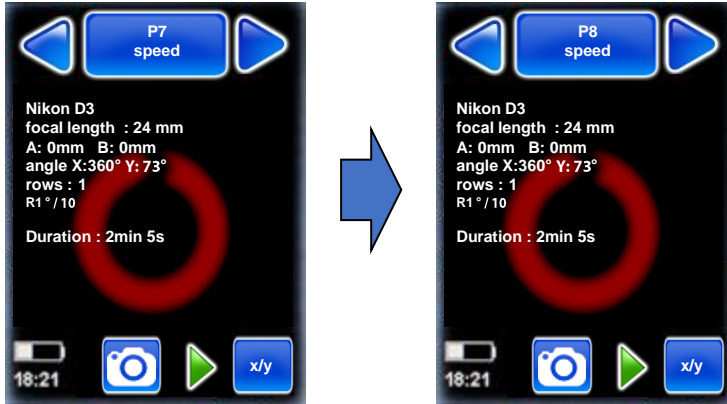 P7
speed
Nikon D3
focal length : 24 mm
A: 0mm B: 0mm
angle X:360° Y: 73°
rows : 1
R1 ° / 10
Duration : 2min 5s
18:21
x/y
P8
speed
Nikon D3
focal length : 24 mm
A: 0mm B: 0mm
angle X:360° Y: 73°
rows : 1
R1 ° / 10
Duration : 2min 5s
18:21
x/y